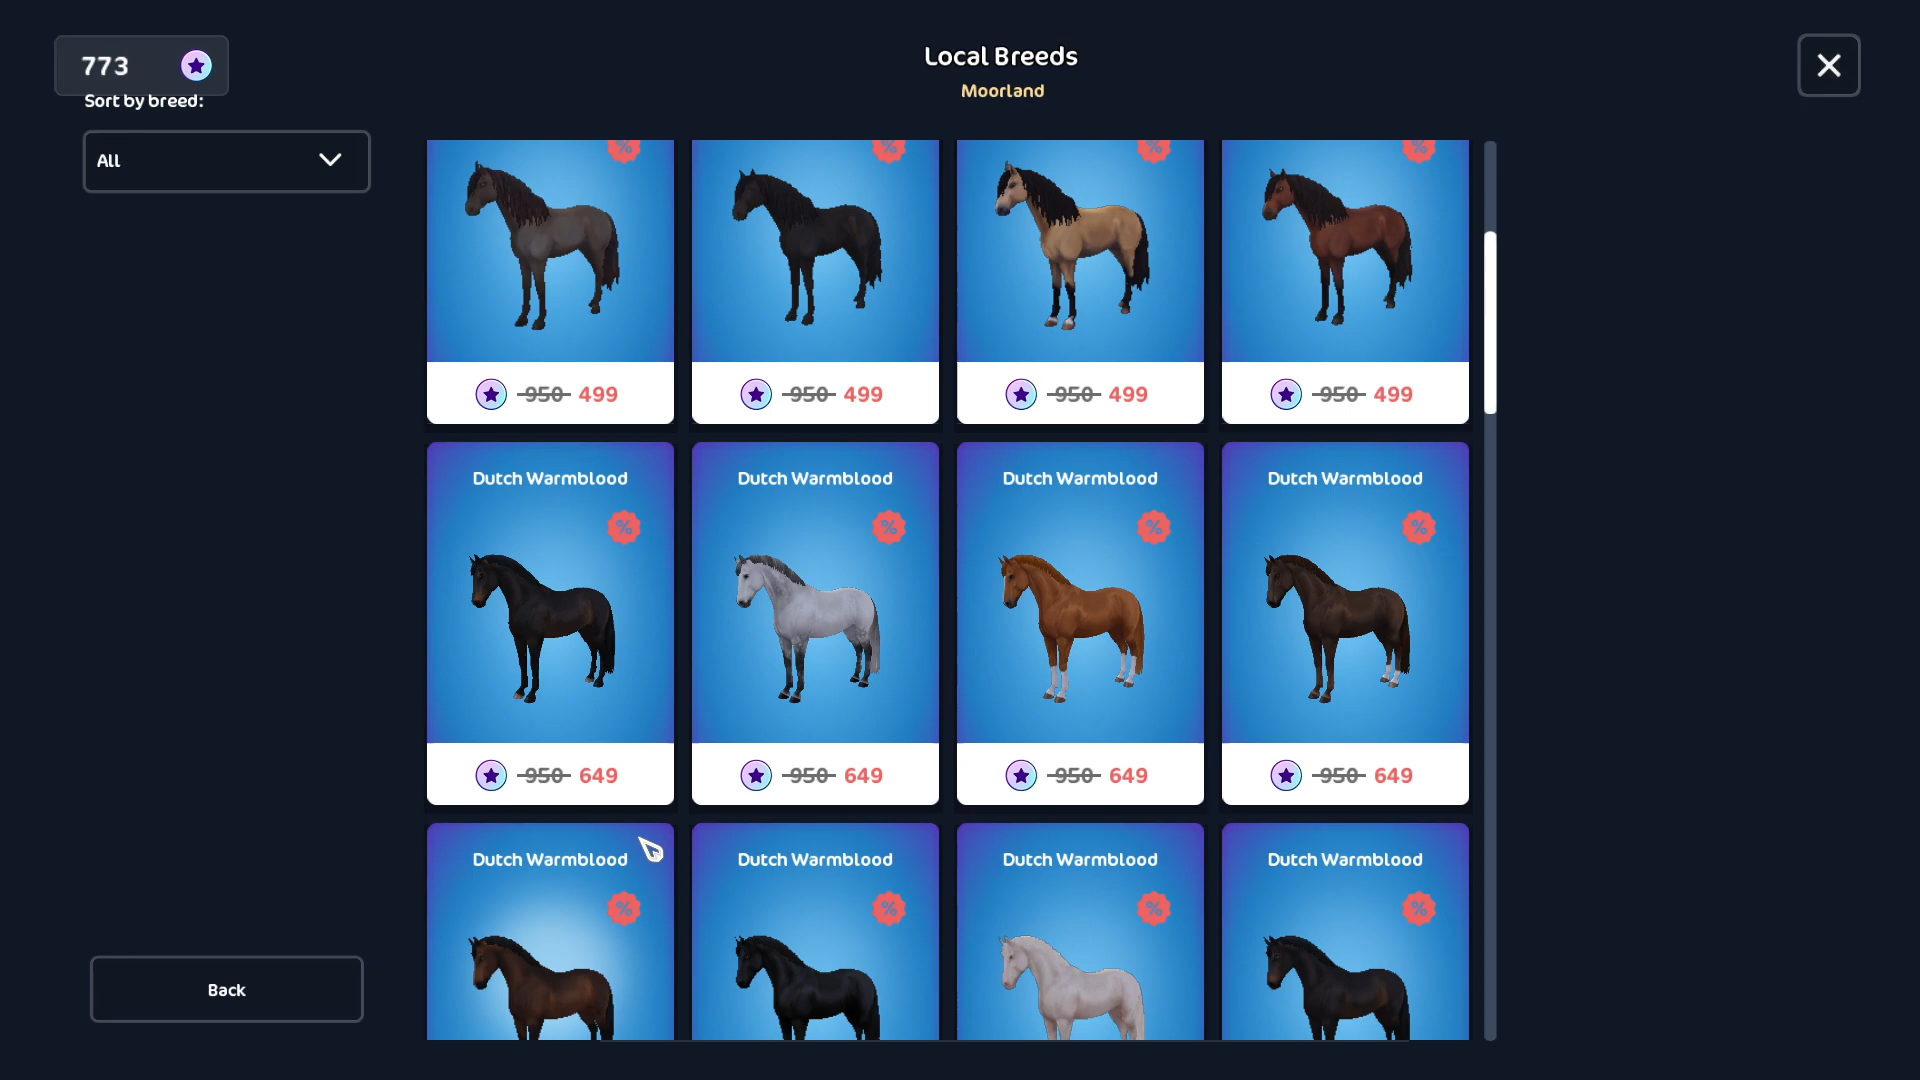 773
Local Breeds
Moorland
Sort by breed:
All
950 499
950 499
950 499
950 499
Dutch Warmblood
Dutch Warmblood
Dutch Warmblood
Dutch Warmblood
%
%
%
%
950 649
950 649
950 649
950 649
Dutch Warmblood
Dutch Warmblood
Dutch Warmblood
Dutch Warmblood
%
%
%
%
Back